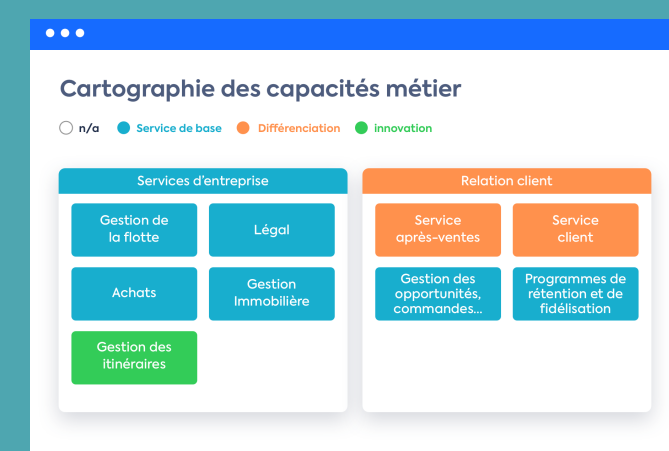 Cartographie des capacités métier
n/a
Service de base
Différenciation
innovation
Services d'entreprise
Gestion de
la flotte
Légal
Achats
Gestion
Immobilière
Gestion des
itinéraires
Relation client
Service
après-ventes
Service
client
Gestion des
opportunités,
commandes...
Programmes de
rétention et de
fidélisation